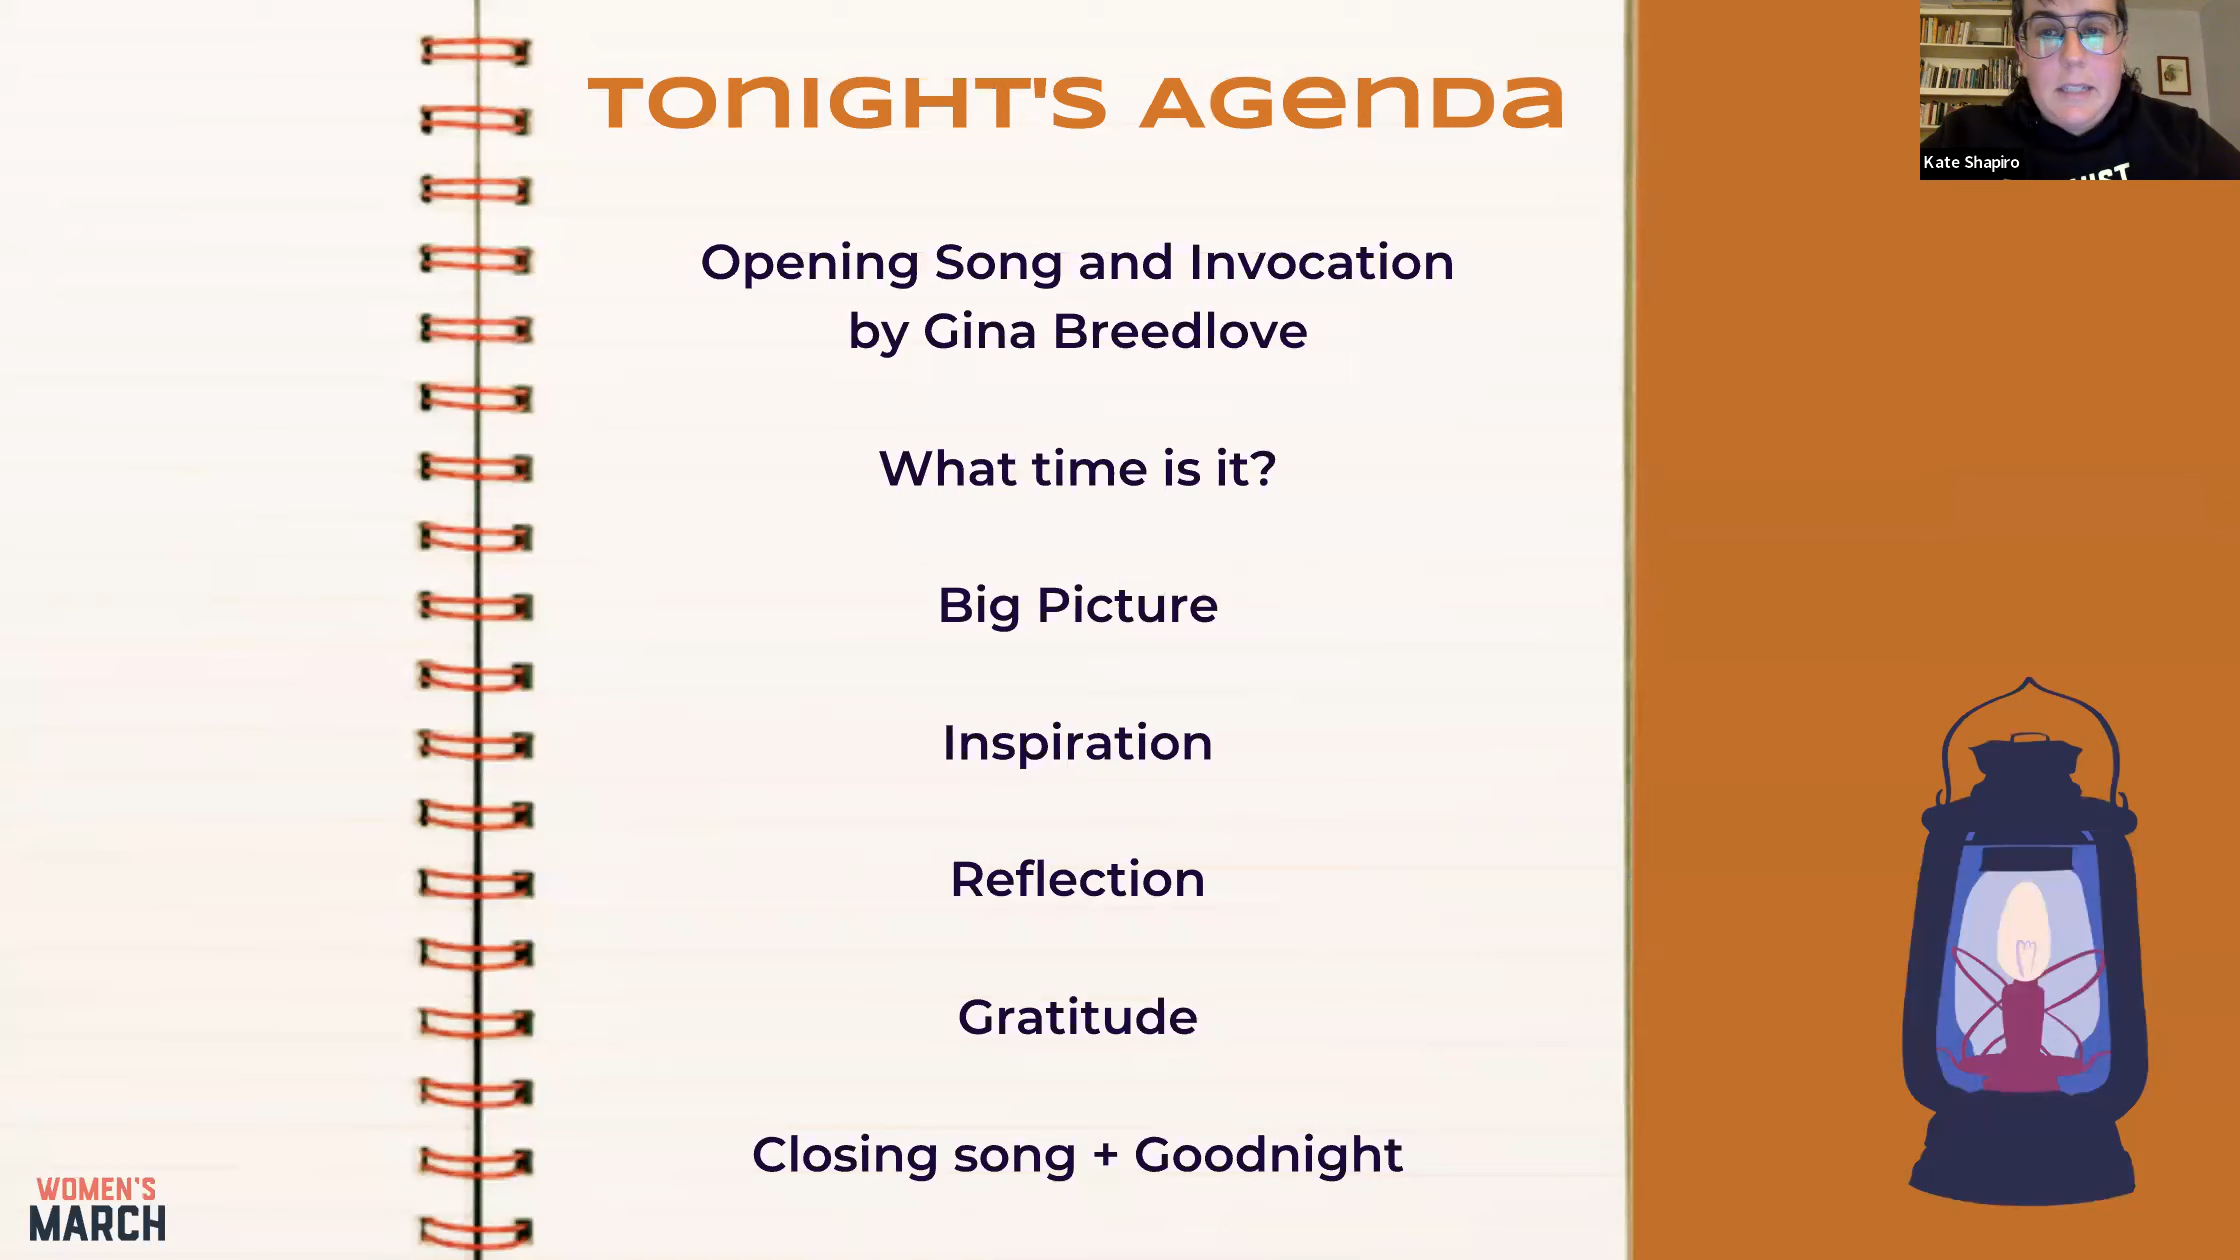 TONIGHT'S AGENDA
Kate Shapiro
Opening Song and Invocation
by Gina Breedlove
What time is it?
Big Picture
Inspiration
Reflection
Gratitude
Closing song + Goodnight
WOMEN'S
MARCH